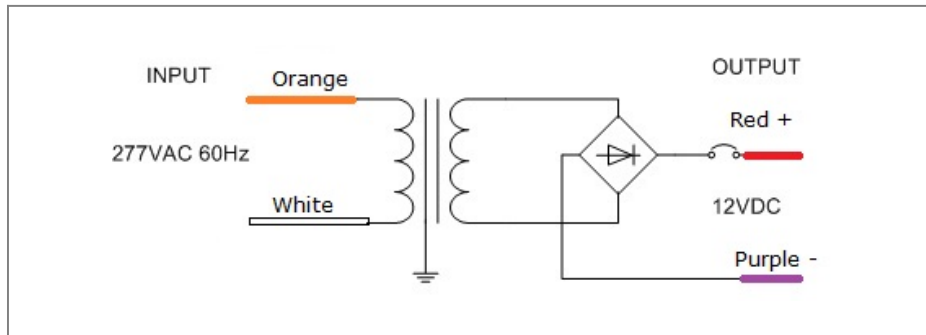 INPUT
Orange
277VAC 60Hz
White
OUTPUT
Red +
12VDC
Purple -